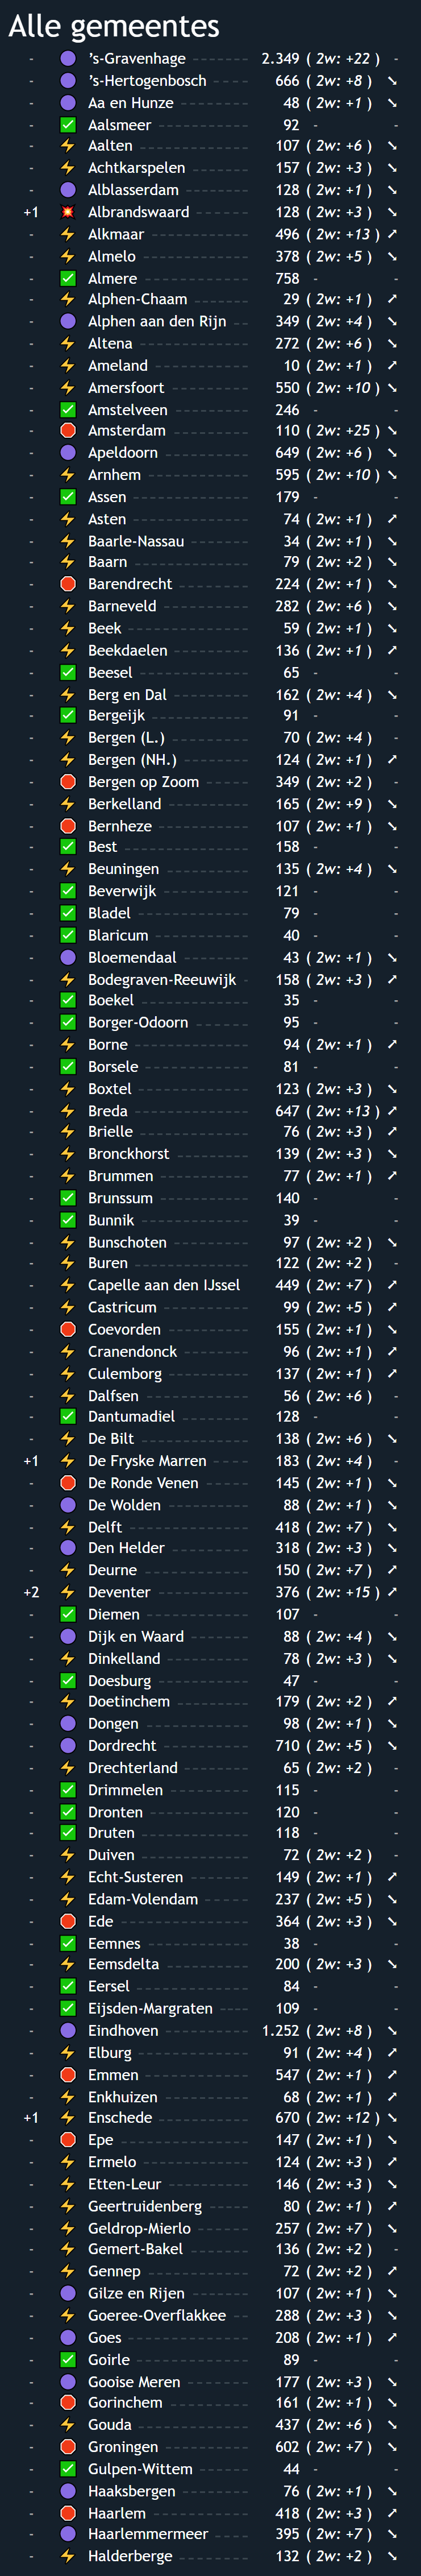 Alle gemeentes
- 's-Gravenhage 2.349 ( 2w: +22 ) -
- 's-Hertogenbosch 666 ( 2w: +8 ) ➘
- Aa en Hunze 48 ( 2w: +1 ) ➘
- ✅ Aalsmeer 92 - -
- ⚡ Aalten 107 ( 2w: +6 ) ➘
- ⚡ Achtkarspelen 157 ( 2w: +3 ) ➘
- Alblasserdam 128 ( 2w: +1 ) ➘
+1 💥 Albrandswaard 128 ( 2w: +3 ) ➘
- ⚡ Alkmaar 496 ( 2w: +13 ) ➚
- ⚡ Almelo 378 ( 2w: +5 ) ➘
- ✅ Almere 758 - -
- ⚡ Alphen-Chaam 29 ( 2w: +1 ) ➚
- Alphen aan den Rijn 349 ( 2w: +4 ) ➘
- ⚡ Altena 272 ( 2w: +6 ) ➘
- ⚡ Ameland 10 ( 2w: +1 ) ➚
- ⚡ Amersfoort 550 ( 2w: +10 ) ➘
- ✅ Amstelveen 246 - -
- Amsterdam 110 ( 2w: +25 ) ➘
- Apeldoorn 649 ( 2w: +6 ) ➘
- ⚡ Arnhem 595 ( 2w: +10 ) ➘
- ✅ Assen 179 - -
- ⚡ Asten 74 ( 2w: +1 ) ➚
- ⚡ Baarle-Nassau 34 ( 2w: +1 ) ➘
- ⚡ Baarn 79 ( 2w: +2 ) ➘
- Barendrecht 224 ( 2w: +1 ) ➘
- ⚡ Barneveld 282 ( 2w: +6 ) ➘
- ⚡ Beek 59 ( 2w: +1 ) ➘
- ⚡ Beekdaelen 136 ( 2w: +1 ) ➚
- ✅ Beesel 65 - -
- ⚡ Berg en Dal 162 ( 2w: +4 ) ➘
- ✅ Bergeijk 91 - -
- ⚡ Bergen (L.) 70 ( 2w: +4 ) -
- ⚡ Bergen (NH.) 124 ( 2w: +1 ) ➚
- Bergen op Zoom 349 ( 2w: +2 ) -
- ⚡ Berkelland 165 ( 2w: +9 ) ➘
- Bernheze 107 ( 2w: +1 ) ➘
- ✅ Best 158 - -
- ⚡ Beuningen 135 ( 2w: +4 ) ➘
- ✅ Beverwijk 121 - -
- ✅ Bladel 79 - -
- ✅ Blaricum 40 - -
- Bloemendaal 43 ( 2w: +1 ) ➘
- ⚡ Bodegraven-Reeuwijk 158 ( 2w: +3 ) ➚
- ✅ Boekel 35 - -
- ✅ Borger-Odoorn 95 - -
- ⚡ Borne 94 ( 2w: +1 ) ➚
- ✅ Borsele 81 - -
- ⚡ Boxtel 123 ( 2w: +3 ) ➘
- ⚡ Breda 647 ( 2w: +13 ) ➚
- ⚡ Brielle 76 ( 2w: +3 ) ➚
- ⚡ Bronckhorst 139 ( 2w: +3 ) ➘
- ⚡ Brummen 77 ( 2w: +1 ) ➚
- ✅ Brunssum 140 - -
- ✅ Bunnik 39 - -
- ⚡ Bunschoten 97 ( 2w: +2 ) ➘
- ⚡ Buren 122 ( 2w: +2 ) -
- ⚡ Capelle aan den IJssel 449 ( 2w: +7 ) ➚
- ⚡ Castricum 99 ( 2w: +5 ) ➚
- Coevorden 155 ( 2w: +1 ) ➘
- ⚡ Cranendonck 96 ( 2w: +1 ) ➚
- ⚡ Culemborg 137 ( 2w: +1 ) ➚
- ⚡ Dalfsen 56 ( 2w: +6 ) -
- ✅ Dantumadiel 128 - -
- ⚡ De Bilt 138 ( 2w: +6 ) ➘
+1 ⚡ De Fryske Marren 183 ( 2w: +4 ) -
- De Ronde Venen 145 ( 2w: +1 ) ➘
- De Wolden 88 ( 2w: +1 ) ➘
- ⚡ Delft 418 ( 2w: +7 ) ➘
- Den Helder 318 ( 2w: +3 ) ➘
- ⚡ Deurne 150 ( 2w: +7 ) ➚
+2 ⚡ Deventer 376 ( 2w: +15 ) ➚
- ✅ Diemen 107 - -
- Dijk en Waard 88 ( 2w: +4 ) ➘
- ⚡ Dinkelland 78 ( 2w: +3 ) ➘
- ✅ Doesburg 47 - -
- ⚡ Doetinchem 179 ( 2w: +2 ) ➚
- Dongen 98 ( 2w: +1 ) ➘
- Dordrecht 710 ( 2w: +5 ) ➘
- ⚡ Drechterland 65 ( 2w: +2 ) -
- ✅ Drimmelen 115 - -
- ✅ Dronten 120 - -
- ✅ Druten 118 - -
- ⚡ Duiven 72 ( 2w: +2 ) -
- ⚡ Echt-Susteren 149 ( 2w: +1 ) ➚
- ⚡ Edam-Volendam 237 ( 2w: +5 ) ➘
- Ede 364 ( 2w: +3 ) ➘
- ✅ Eemnes 38 - -
- ⚡ Eemsdelta 200 ( 2w: +3 ) ➘
- ✅ Eersel 84 - -
- ✅ Eijsden-Margraten 109 - -
- Eindhoven 1.252 ( 2w: +8 ) ➘
- ⚡ Elburg 91 ( 2w: +4 ) ➚
- Emmen 547 ( 2w: +1 ) ➚
- ⚡ Enkhuizen 68 ( 2w: +1 ) ➚
+1 ⚡ Enschede 670 ( 2w: +12 ) ➘
- Epe 147 ( 2w: +1 ) ➘
- ⚡ Ermelo 124 ( 2w: +3 ) ➚
- ⚡ Etten-Leur 146 ( 2w: +3 ) ➘
- ⚡ Geertruidenberg 80 ( 2w: +1 ) ➚
- ⚡ Geldrop-Mierlo 257 ( 2w: +7 ) ➘
- ⚡ Gemert-Bakel 136 ( 2w: +2 ) -
- ⚡ Gennep 72 ( 2w: +2 ) ➚
- Gilze en Rijen 107 ( 2w: +1 ) ➘
- ⚡ Goeree-Overflakkee 288 ( 2w: +3 ) ➘
- Goes 208 ( 2w: +1 ) ➚
- ✅ Goirle 89 - -
- Gooise Meren 177 ( 2w: +3 ) ➘
- Gorinchem 161 ( 2w: +1 ) ➘
- ⚡ Gouda 437 ( 2w: +6 ) ➘
- Groningen 602 ( 2w: +7 ) ➘
- ✅ Gulpen-Wittem 44 - -
- Haaksbergen 76 ( 2w: +1 ) ➘
- Haarlem 418 ( 2w: +3 ) ➚
- Haarlemmermeer 395 ( 2w: +7 ) ➘
- ⚡ Halderberge 132 ( 2w: +2 ) ➘